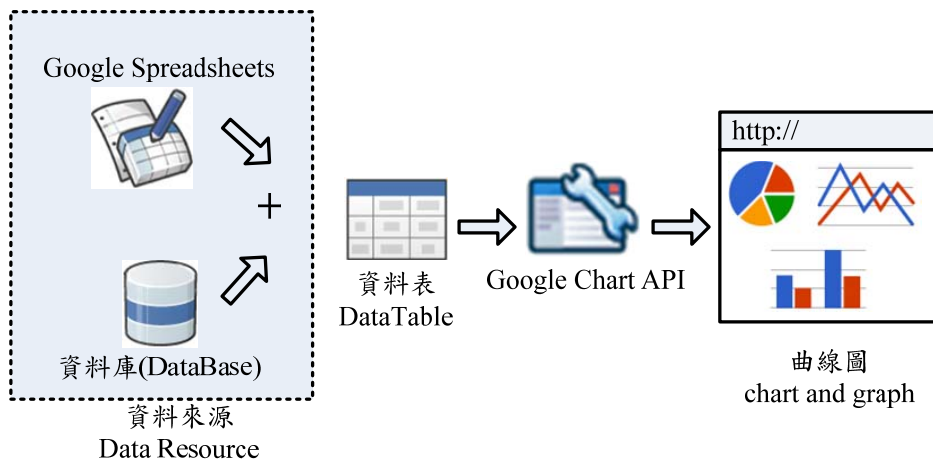 Google Spreadsheets
+
資料庫(DataBase)
資料來源
Data Resource
資料表
DataTable
Google Chart API
http://
曲線圖
chart and graph